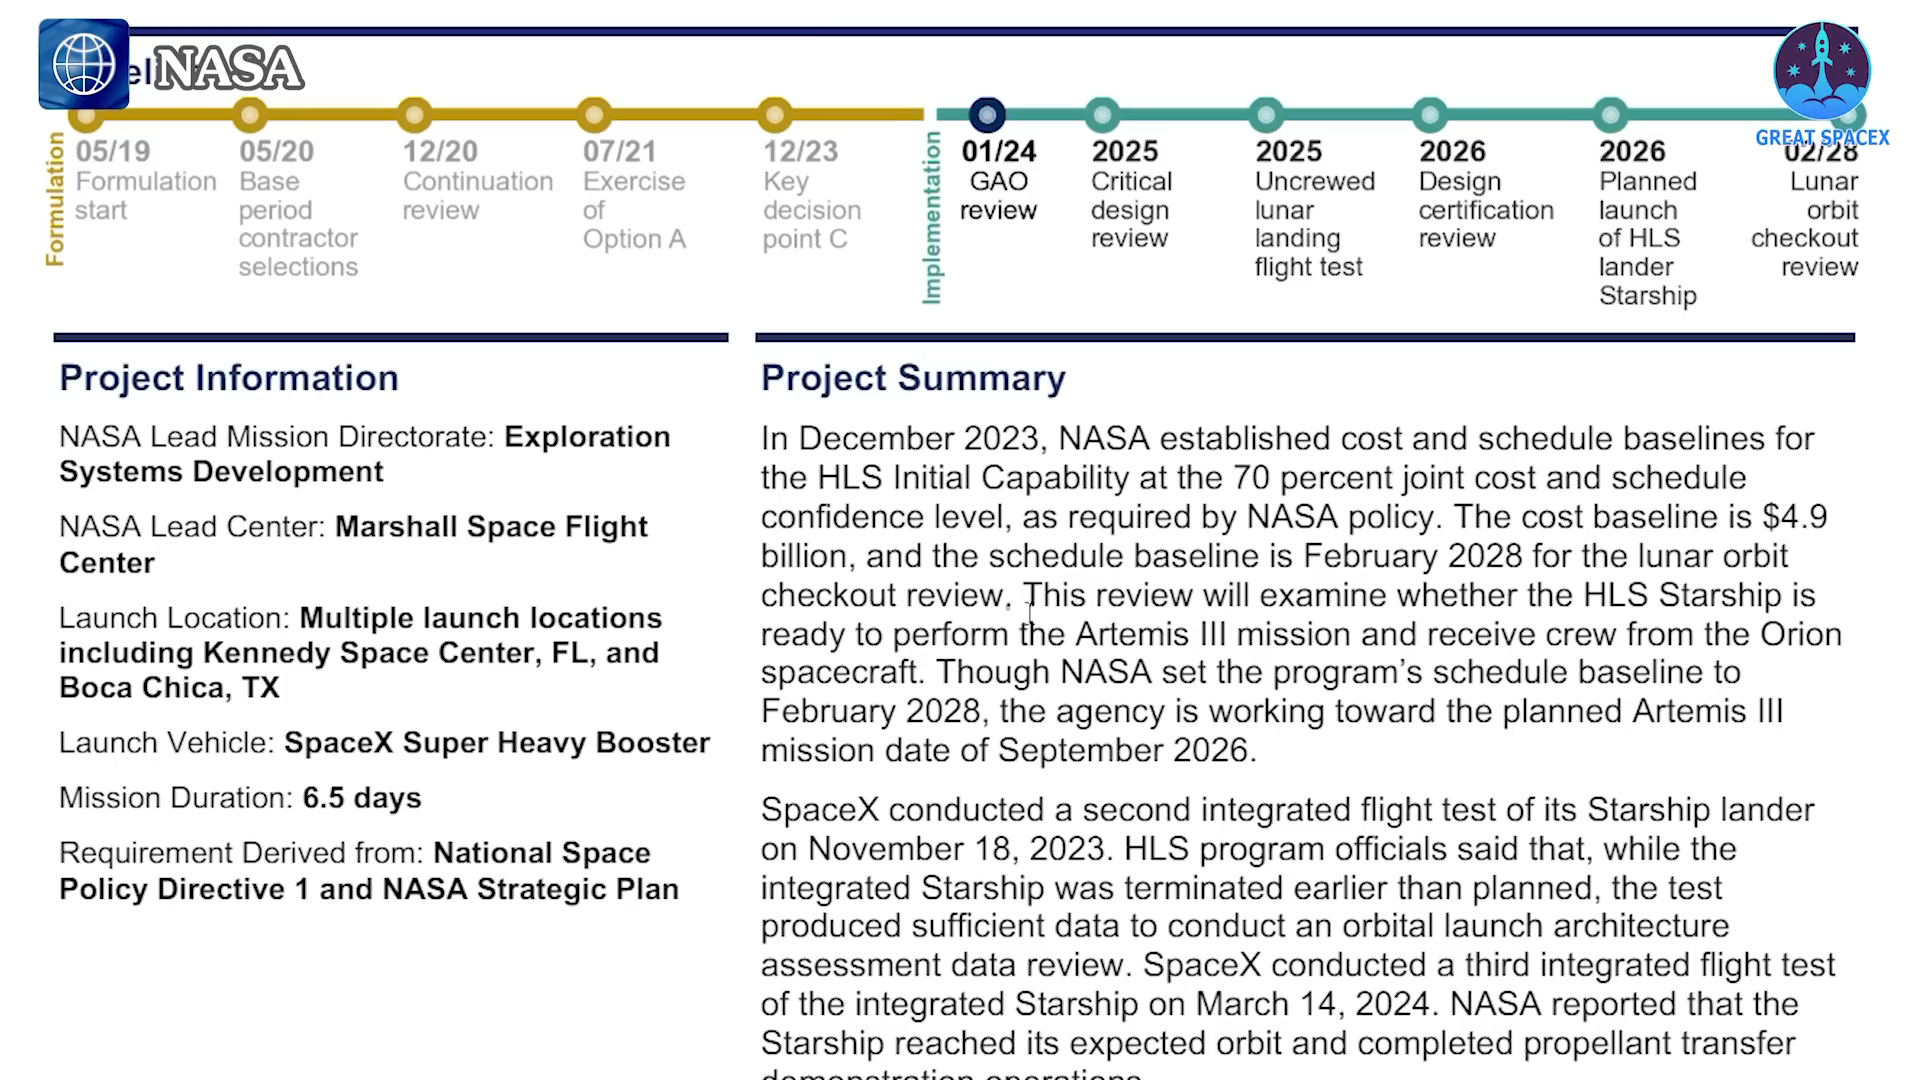 NASA
GREAT SPACEX
Formulation
05/19
Formulation
start
05/20
Base
period
contractor
selections
12/20
Continuation
review
07/21
Exercise
of
Option A
12/23
Key
decision
point C
Implementation
01/24
GAO
review
2025
Critical
design
review
2025
Uncrewed
lunar
landing
flight test
2026
Design
certification
review
2026
Planned
launch
of HLS
lander
Starship
02/28
Lunar
orbit
checkout
review
Project Information
NASA Lead Mission Directorate: Exploration
Systems Development
NASA Lead Center: Marshall Space Flight
Center
Launch Location: Multiple launch locations
including Kennedy Space Center, FL, and
Boca Chica, TX
Launch Vehicle: SpaceX Super Heavy Booster
Mission Duration: 6.5 days
Requirement Derived from: National Space
Policy Directive 1 and NASA Strategic Plan
Project Summary
In December 2023, NASA established cost and schedule baselines for
the HLS Initial Capability at the 70 percent joint cost and schedule
confidence level, as required by NASA policy. The cost baseline is $4.9
billion, and the schedule baseline is February 2028 for the lunar orbit
checkout review. This review will examine whether the HLS Starship is
ready to perform the Artemis III mission and receive crew from the Orion
spacecraft. Though NASA set the program’s schedule baseline to
February 2028, the agency is working toward the planned Artemis III
mission date of September 2026.
SpaceX conducted a second integrated flight test of its Starship lander
on November 18, 2023. HLS program officials said that, while the
integrated Starship was terminated earlier than planned, the test
produced sufficient data to conduct an orbital launch architecture
assessment data review. SpaceX conducted a third integrated flight test
of the integrated Starship on March 14, 2024. NASA reported that the
Starship reached its expected orbit and completed propellant transfer